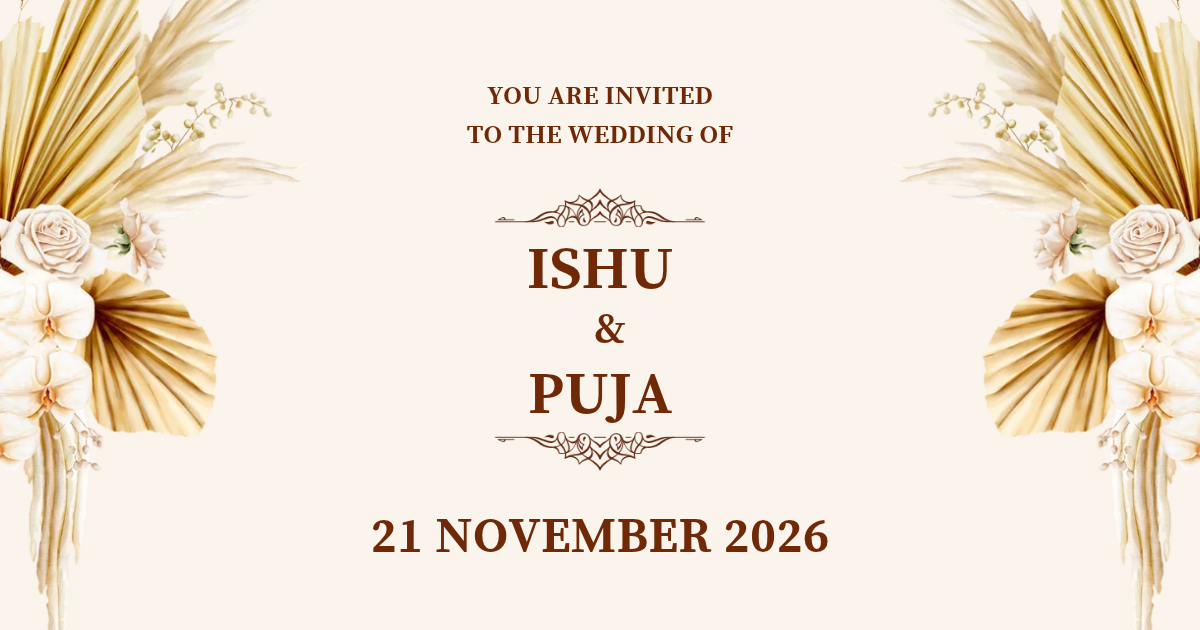 YOU ARE INVITED
TO THE WEDDING OF
ISHU
&
PUJA
21 NOVEMBER 2026